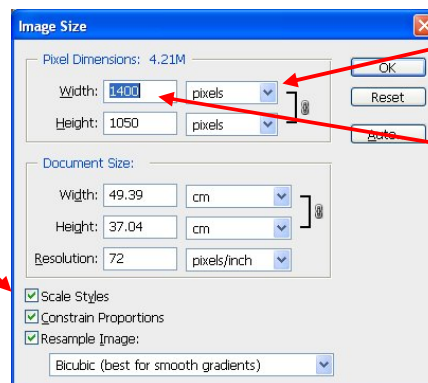 Image Size
Pixel Dimensions: 4.21M
OK
Width: 1400 pixels
Reset
Height: 1050 pixels
Auto...
Document Size:
Width: 49.39 cm
Height: 37.04 cm
Resolution: 72 pixels/inch
Scale Styles
Constrain Proportions
Resample Image:
Bicubic (best for smooth gradients)